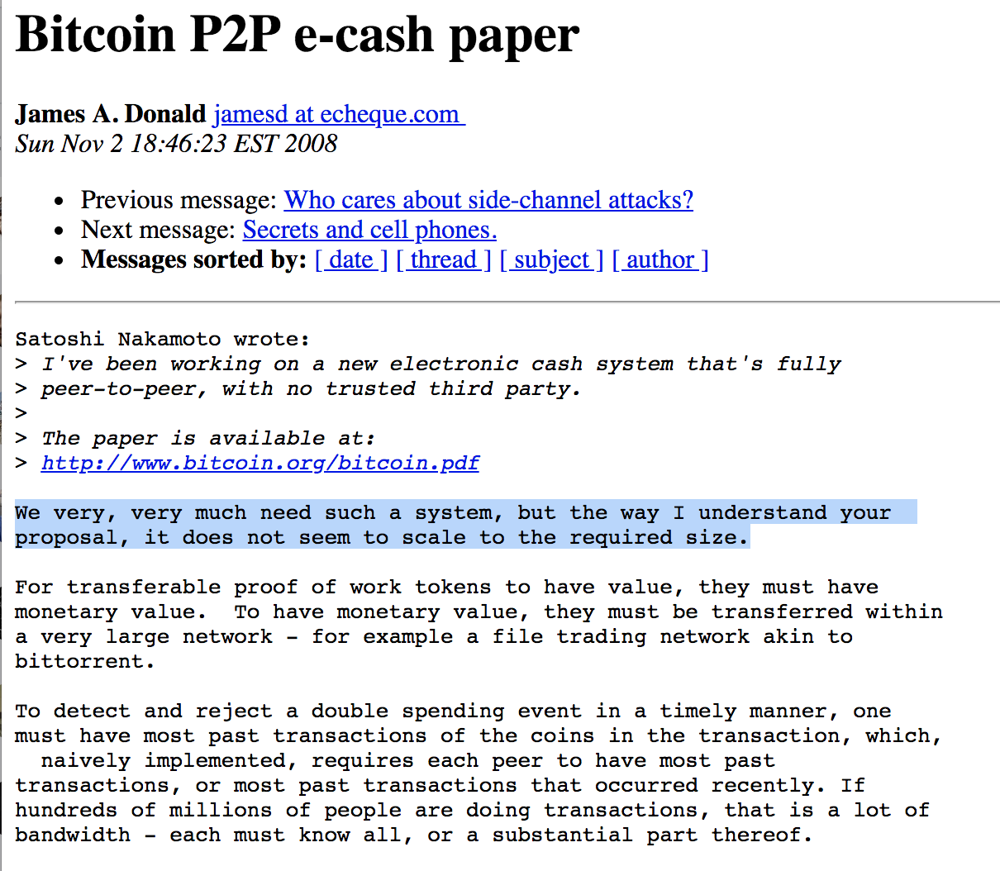 Bitcoin P2P e-cash paper
James A. Donald jamesd at echeque.com
Sun Nov 2 18:46:23 EST 2008
• Previous message: Who cares about side-channel attacks?
• Next message: Secrets and cell phones.
• Messages sorted by: [ date ] [ thread ] [ subject ] [ author ]
Satoshi Nakamoto wrote:
> I've been working on a new electronic cash system that's fully
> peer-to-peer, with no trusted third party.
>
> The paper is available at:
> http://www.bitcoin.org/bitcoin.pdf
We very, very much need such a system, but the way I understand your
proposal, it does not seem to scale to the required size.
For transferable proof of work tokens to have value, they must have
monetary value.  To have monetary value, they must be transferred within
a very large network - for example a file trading network akin to
bittorrent.
To detect and reject a double spending event in a timely manner, one
must have most past transactions of the coins in the transaction, which,
  naively implemented, requires each peer to have most past
transactions, or most past transactions that occurred recently. If
hundreds of millions of people are doing transactions, that is a lot of
bandwidth - each must know all, or a substantial part thereof.